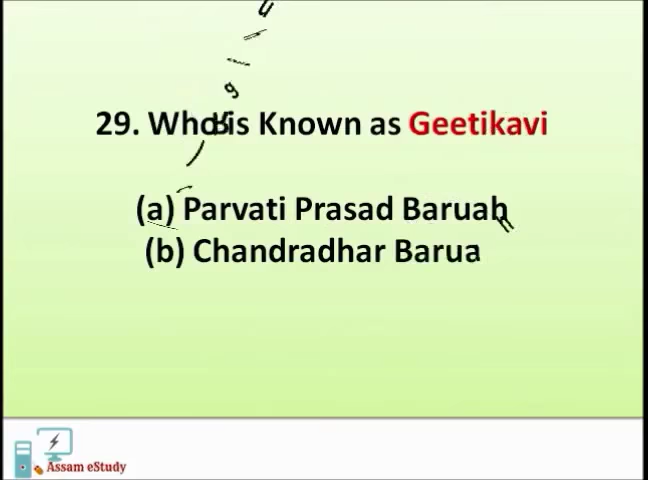 29. Who is Known as Geetikavi
(a) Parvati Prasad Baruah
(b) Chandradhar Barua
Assam eStudy